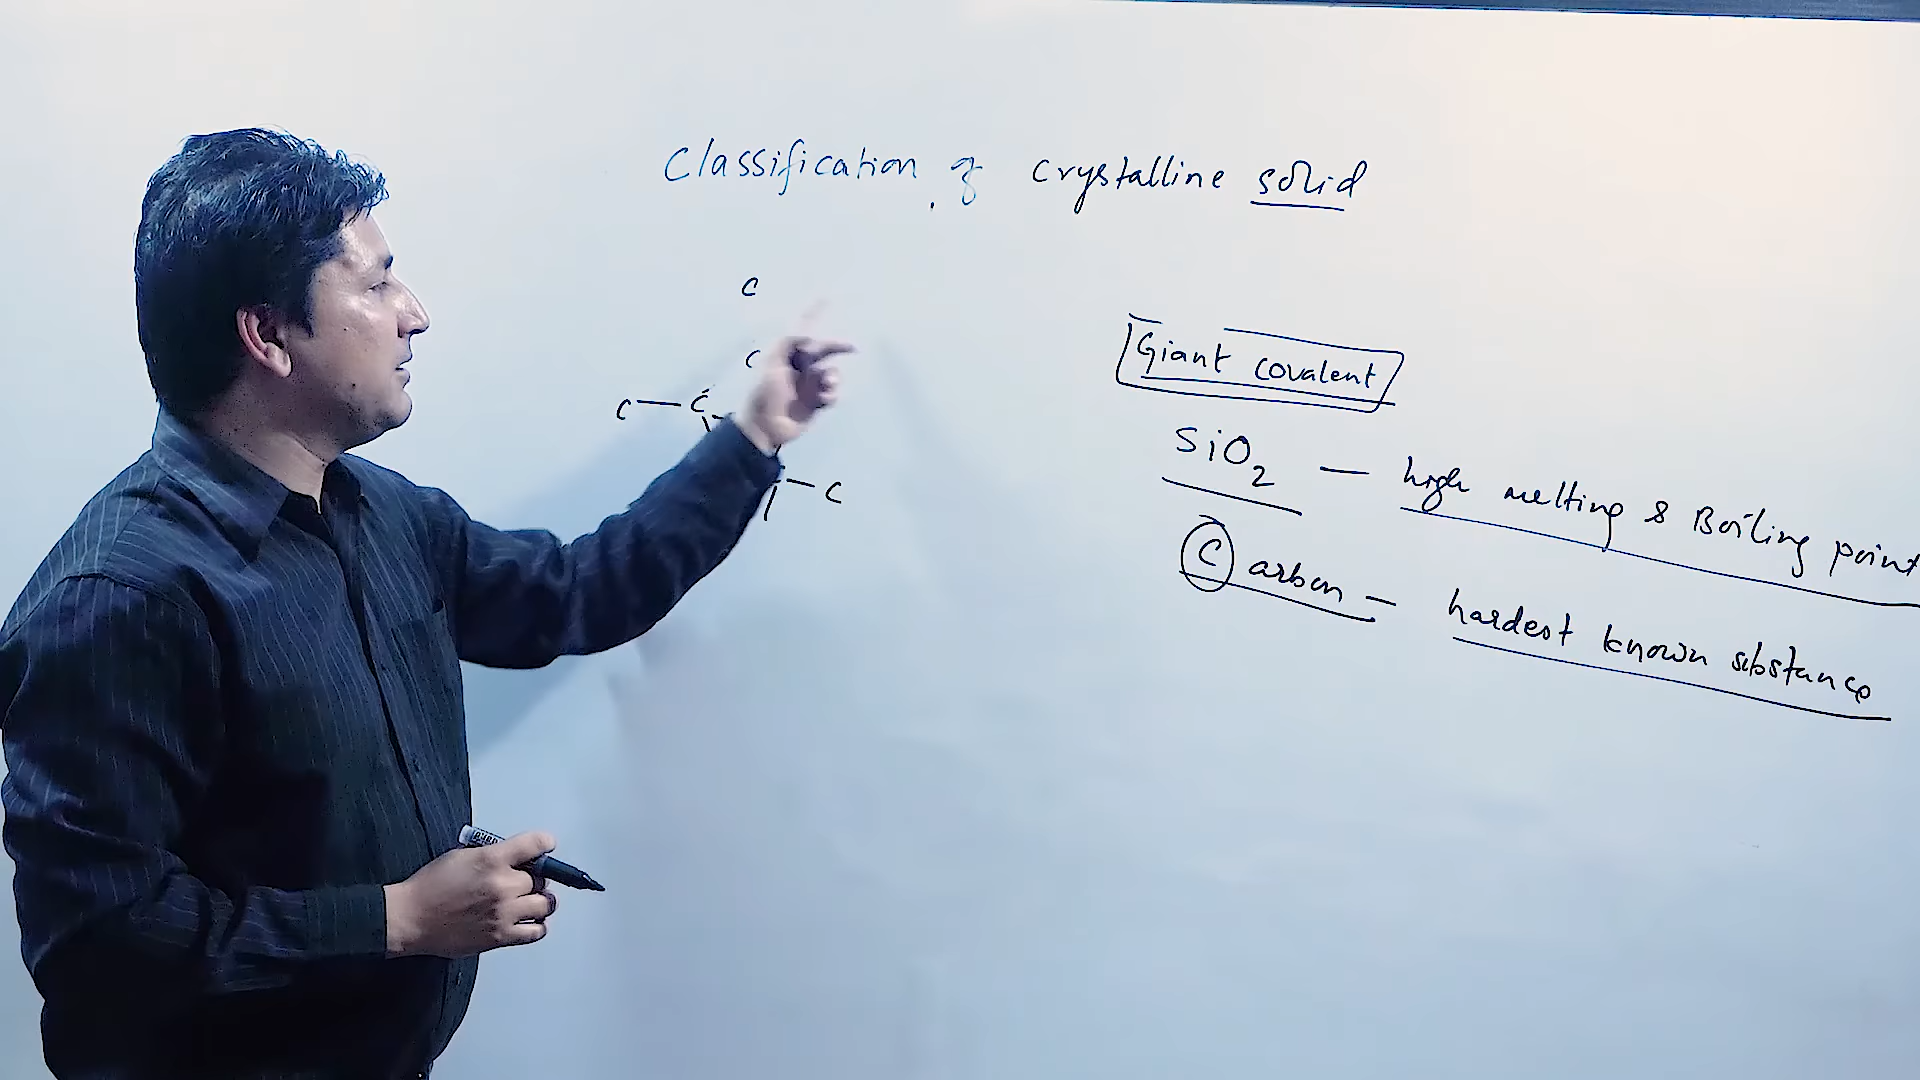 Classification of crystalline solid
C
C
C — C
— C
Giant covalent
SiO2 — high melting & Boiling point
Carbon — hardest known substance